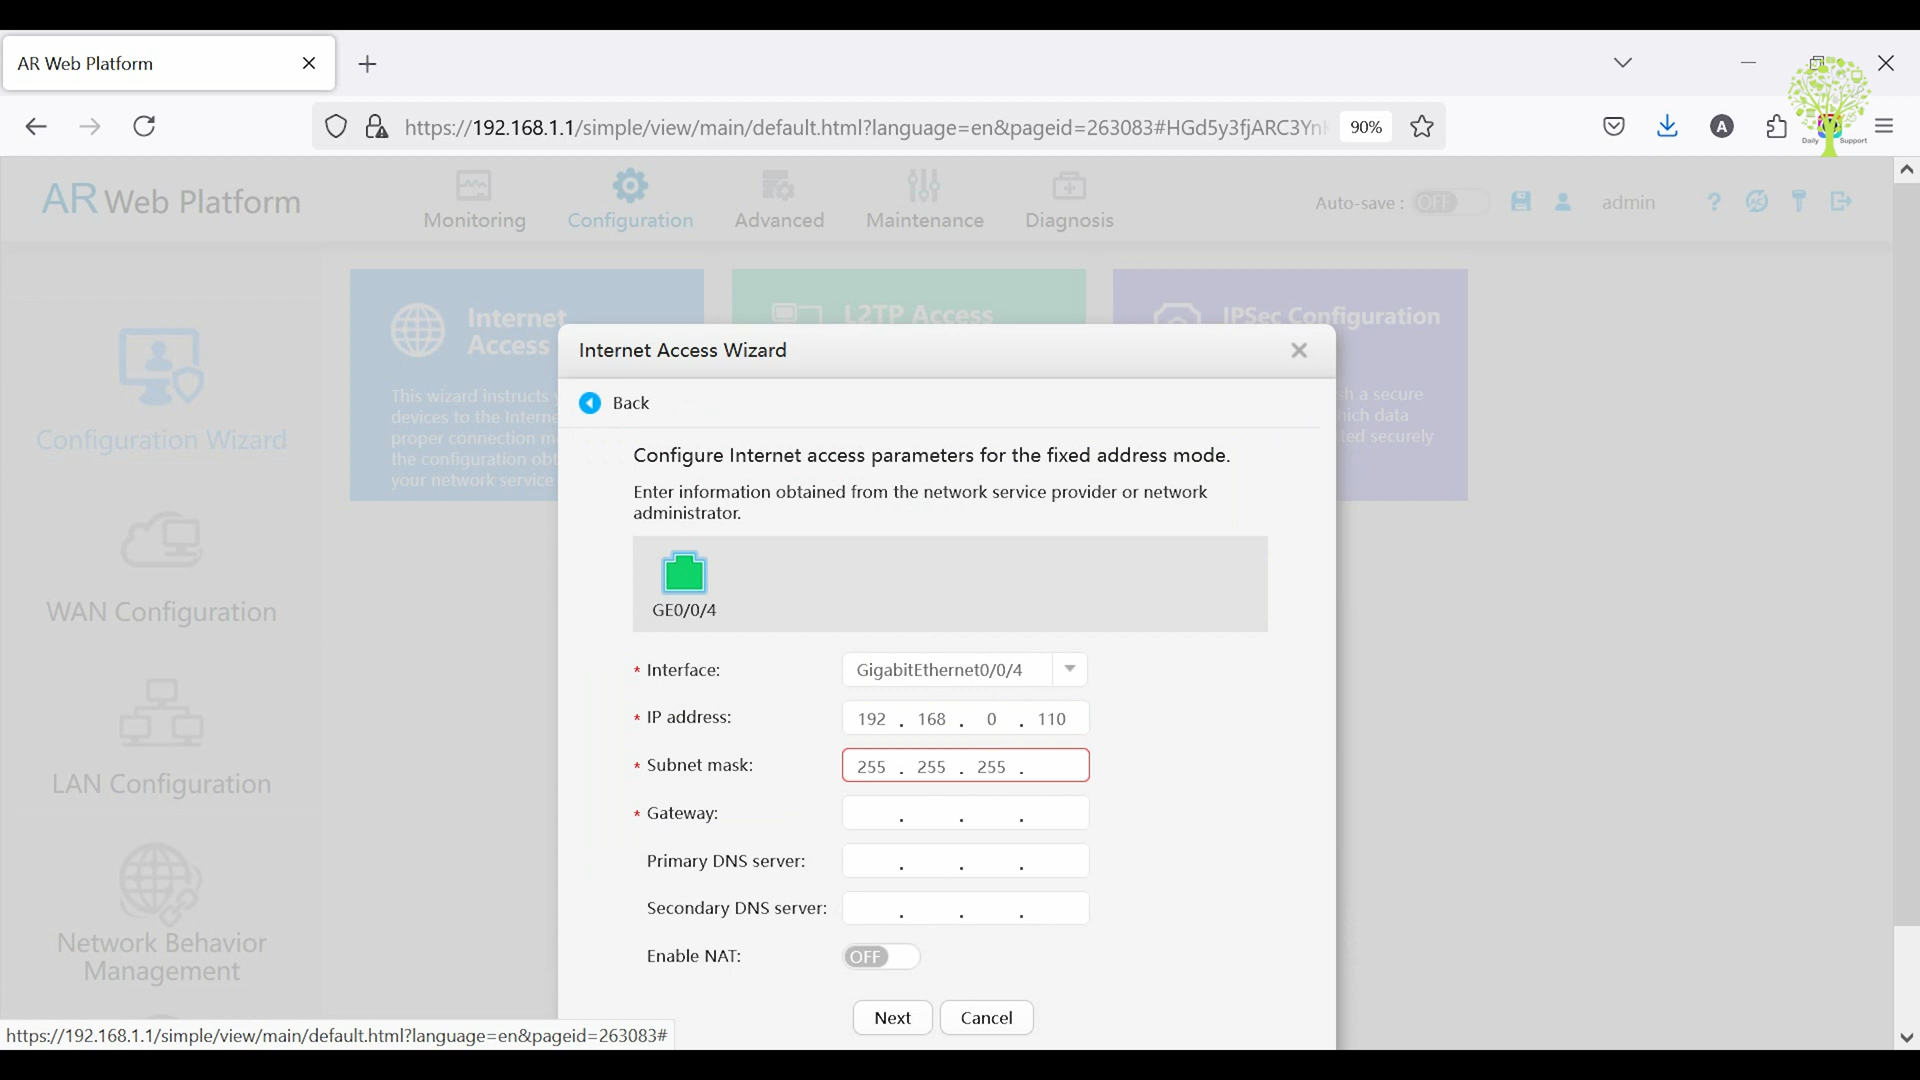 AR Web Platform
https://192.168.1.1/simple/view/main/default.html?language=en&pageid=263083#HGd5y3fjARC3Yn
90%
A
Daily Support
AR Web Platform
Monitoring
Configuration
Advanced
Maintenance
Diagnosis
Auto-save :
OFF
admin
?
Internet
Access
This wizard instructs
devices to the Interne
proper connection m
the configuration obt
your network service
L2TP Access
IPSec Configuration
h a secure
hich data
ted securely
Configuration Wizard
WAN Configuration
LAN Configuration
Network Behavior
Management
Internet Access Wizard
Back
Configure Internet access parameters for the fixed address mode.
Enter information obtained from the network service provider or network
administrator.
GE0/0/4
* Interface: GigabitEthernet0/0/4
* IP address: 192 . 168 . 0 . 110
* Subnet mask: 255 . 255 . 255 .
* Gateway: . . .
Primary DNS server: . . .
Secondary DNS server: . . .
Enable NAT: OFF
Next Cancel
https://192.168.1.1/simple/view/main/default.html?language=en&pageid=263083#